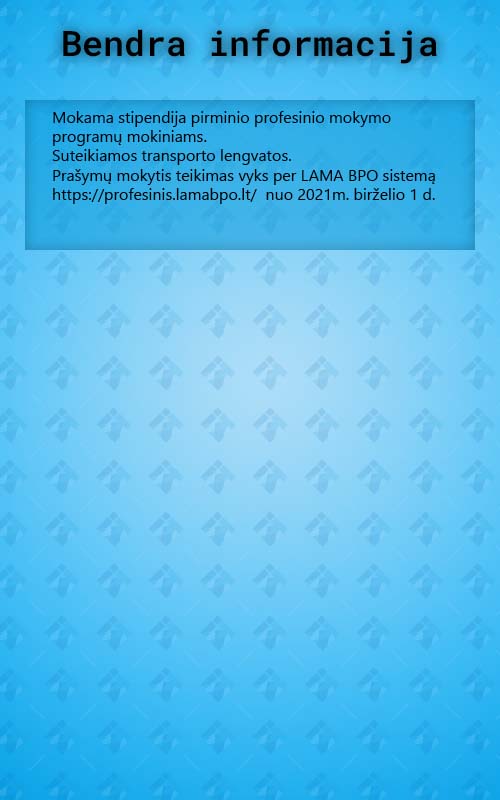 Bendra informacija
Mokama stipendija pirminio profesinio mokymo
programų mokiniams.
Suteikiamos transporto lengvatos.
Prašymų mokytis teikimas vyks per LAMA BPO sistemą
https://profesinis.lamabpo.lt/  nuo 2021m. birželio 1 d.